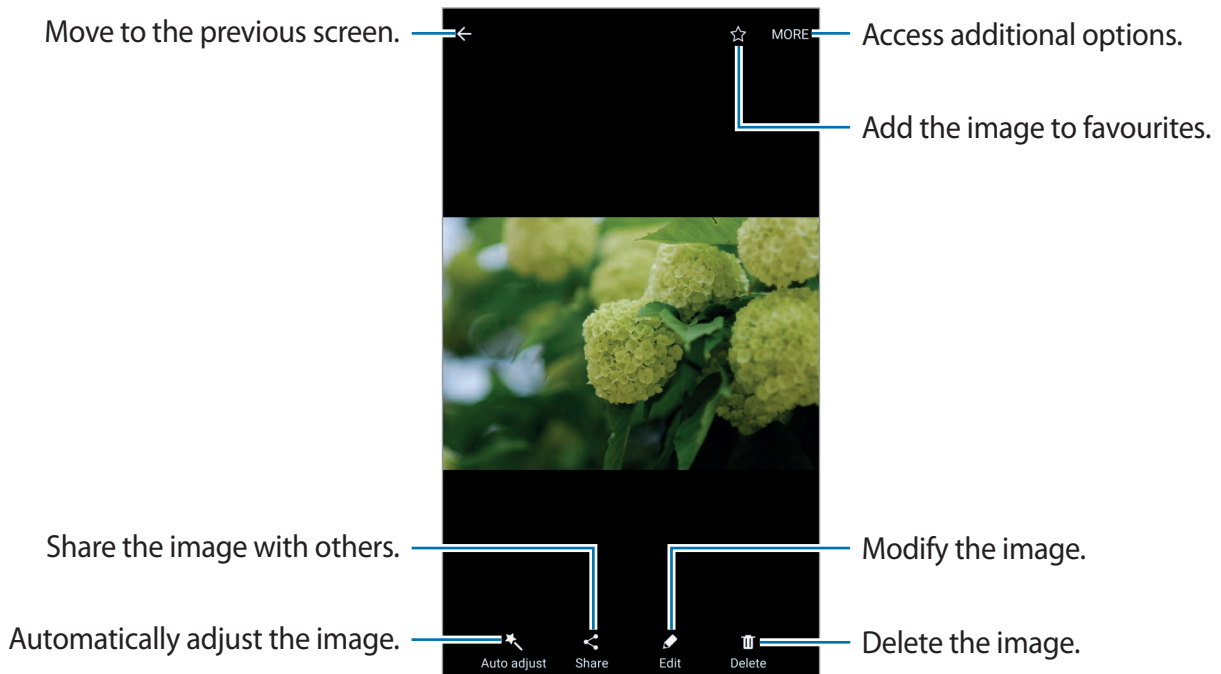 Move to the previous screen.
MORE
Access additional options.
Add the image to favourites.
Share the image with others.
Modify the image.
Automatically adjust the image.
Delete the image.
Auto adjust
Share
Edit
Delete